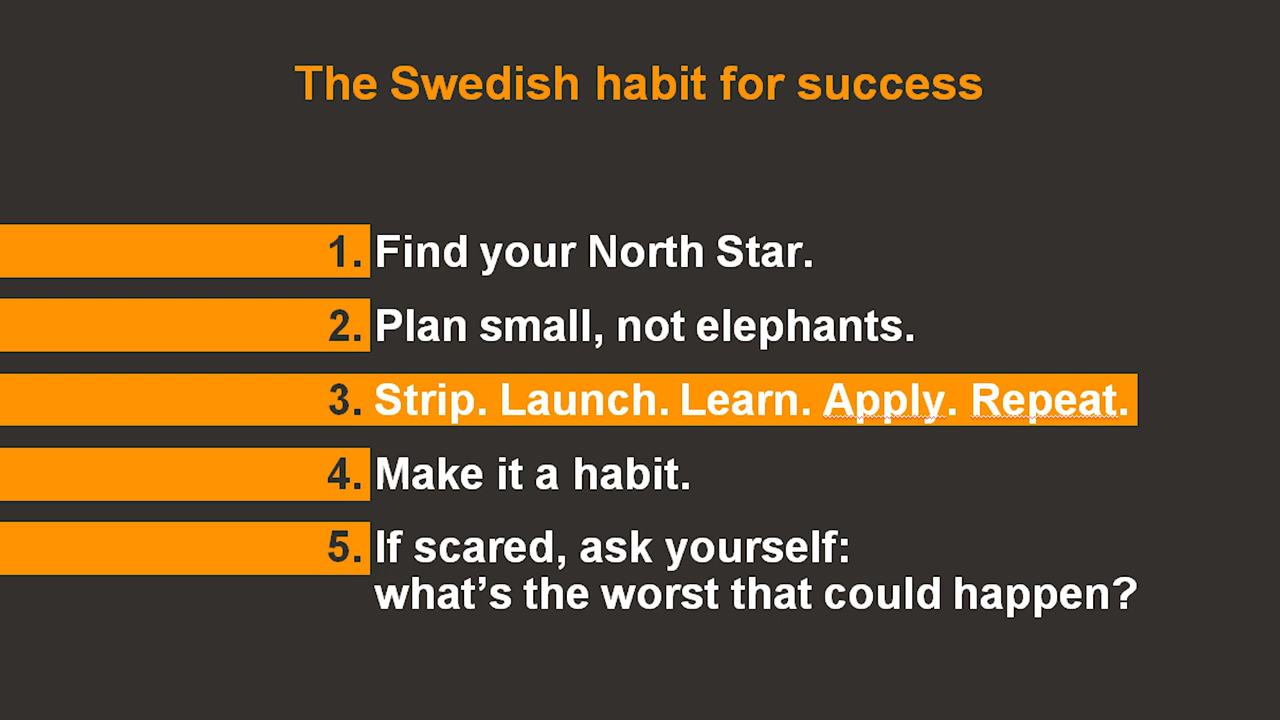 The Swedish habit for success
1. Find your North Star.
2. Plan small, not elephants.
3. Strip. Launch. Learn. Apply. Repeat.
4. Make it a habit.
5. If scared, ask yourself:
what’s the worst that could happen?